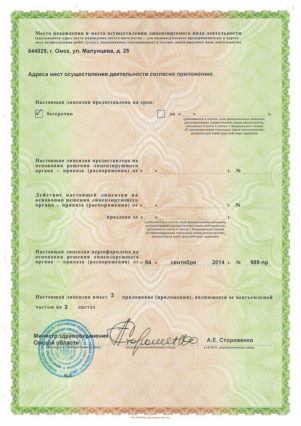 Места нахождения и места осуществления лицензируемого вида деятельности
644029, г. Омск, ул. Малунцева, д. 25
Адреса мест осуществления деятельности согласно приложению
Настоящая лицензия предоставлена на срок:
бессрочно
до « »
Настоящая лицензия предоставлена на
основании решения лицензирующего
органа – приказа (распоряжения) от « » г. №
Действие настоящей лицензии на
основании решения лицензирующего
органа – приказа (распоряжения) от « » г. №
продлено до « » г.
Настоящая лицензия переоформлена на
основании решения лицензирующего
органа – приказа (распоряжения) от « 04 » сентября 2014 г. № 988-пр
Настоящая лицензия имеет 3 приложение (приложения), являющееся ее неотъемлемой
частью на 3 листах
Министр здравоохранения
Омской области
А.Е. Стороженко